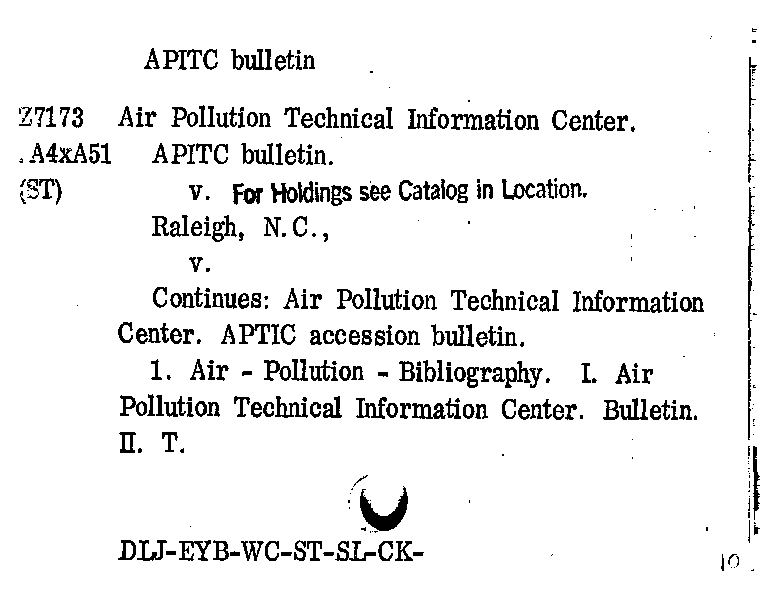 APITC bulletin
Z7173 Air Pollution Technical Information Center.
.A4xA51 APITC bulletin.
(ST) v. For Holdings see Catalog in Location.
Raleigh, N.C.,
v.
Continues: Air Pollution Technical Information
Center. APTIC accession bulletin.
1. Air - Pollution - Bibliography. I. Air
Pollution Technical Information Center. Bulletin.
II. T.
DLJ-EYB-WC-ST-SL-CK-
10